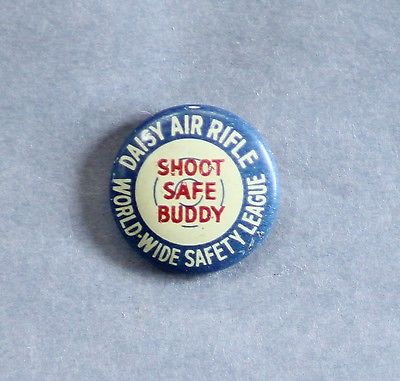 DAISY AIR RIFLE
SHOOT
SAFE
BUDDY
WORLD-WIDE SAFETY LEAGUE